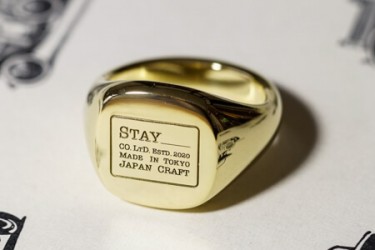 STAY
CO. LTD. ESTD. 2020
MADE IN TOKYO
JAPAN CRAFT